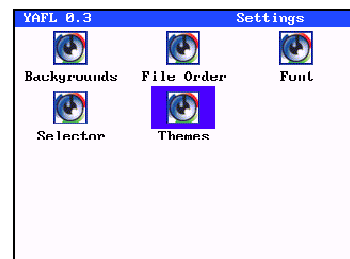 YAFL 0.3 Settings
Backgrounds File Order Font
Selector Themes